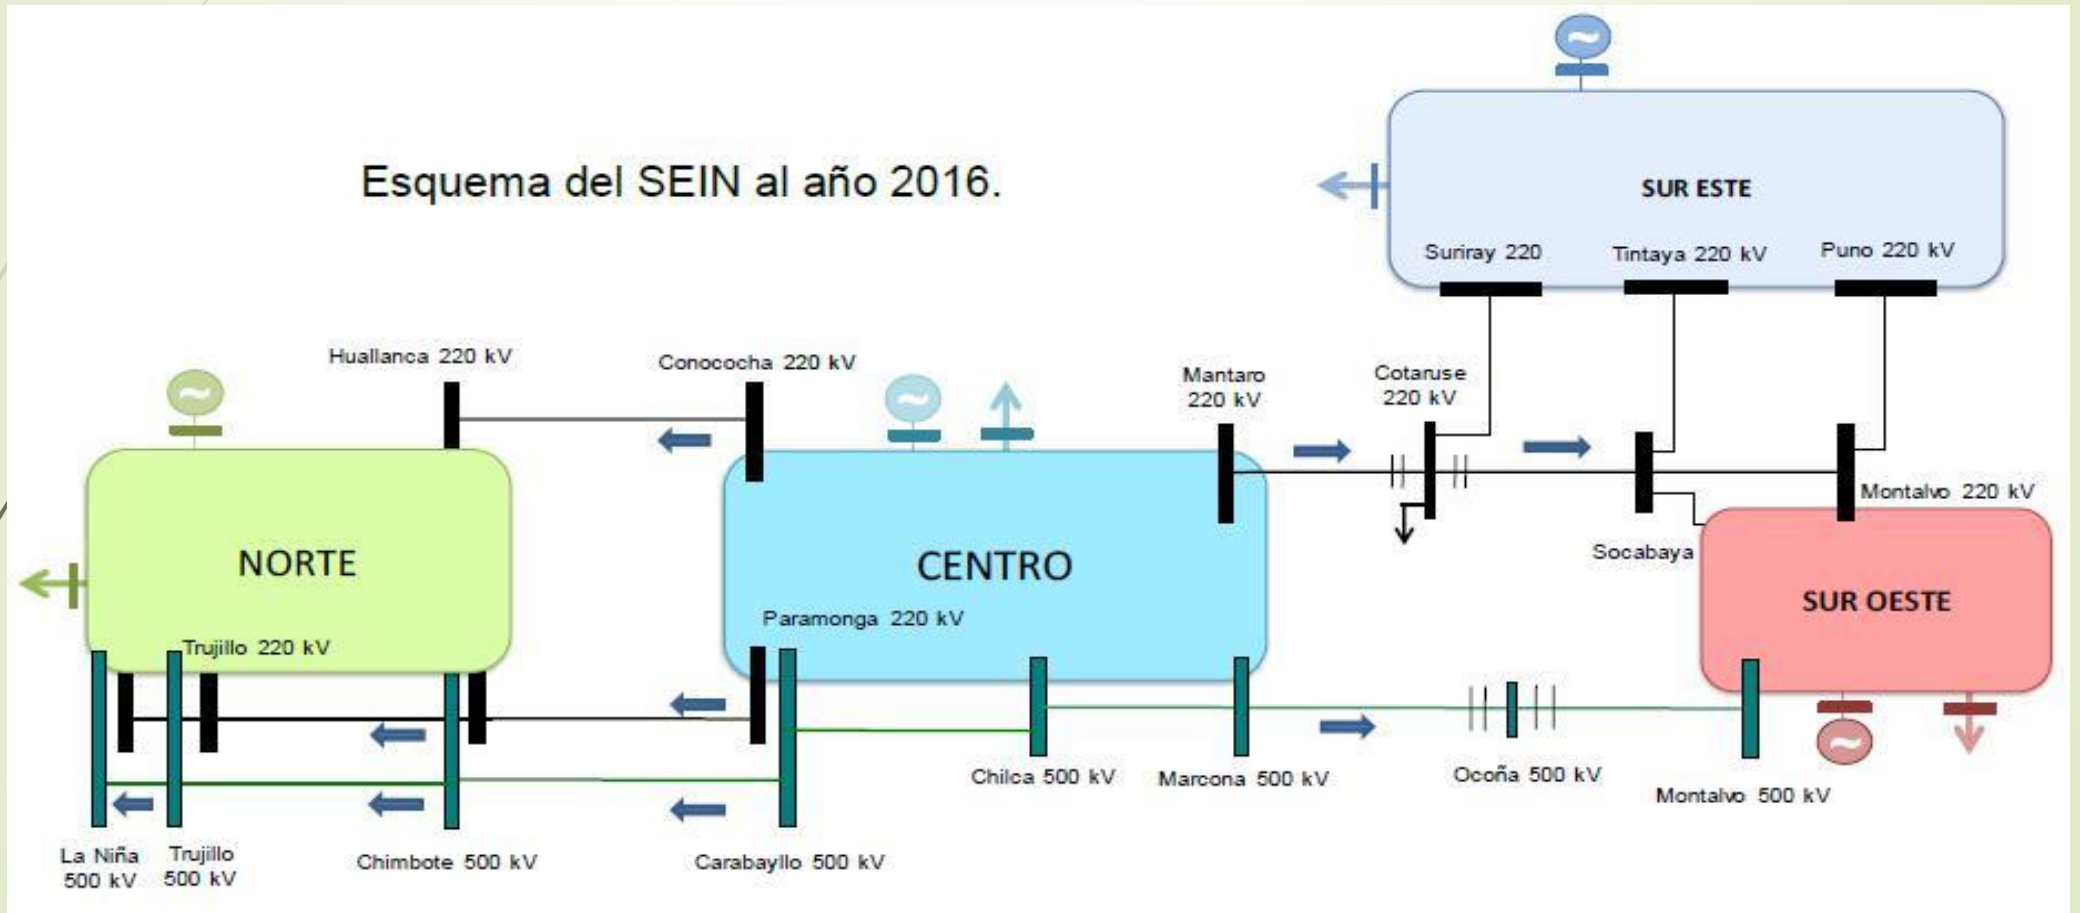 Esquema del SEIN al año 2016.
SUR ESTE
Suriray 220
Tintaya 220 kV
Puno 220 kV
Huallanca 220 kV
Conococha 220 kV
Mantaro
220 kV
Cotaruse
220 kV
Montalvo 220 kV
NORTE
CENTRO
Socabaya
SUR OESTE
Paramonga 220 kV
Trujillo 220 kV
Chilca 500 kV
Marcona 500 kV
Ocoña 500 kV
Montalvo 500 kV
La Niña
500 kV
Trujillo
500 kV
Chimbote 500 kV
Carabayllo 500 kV